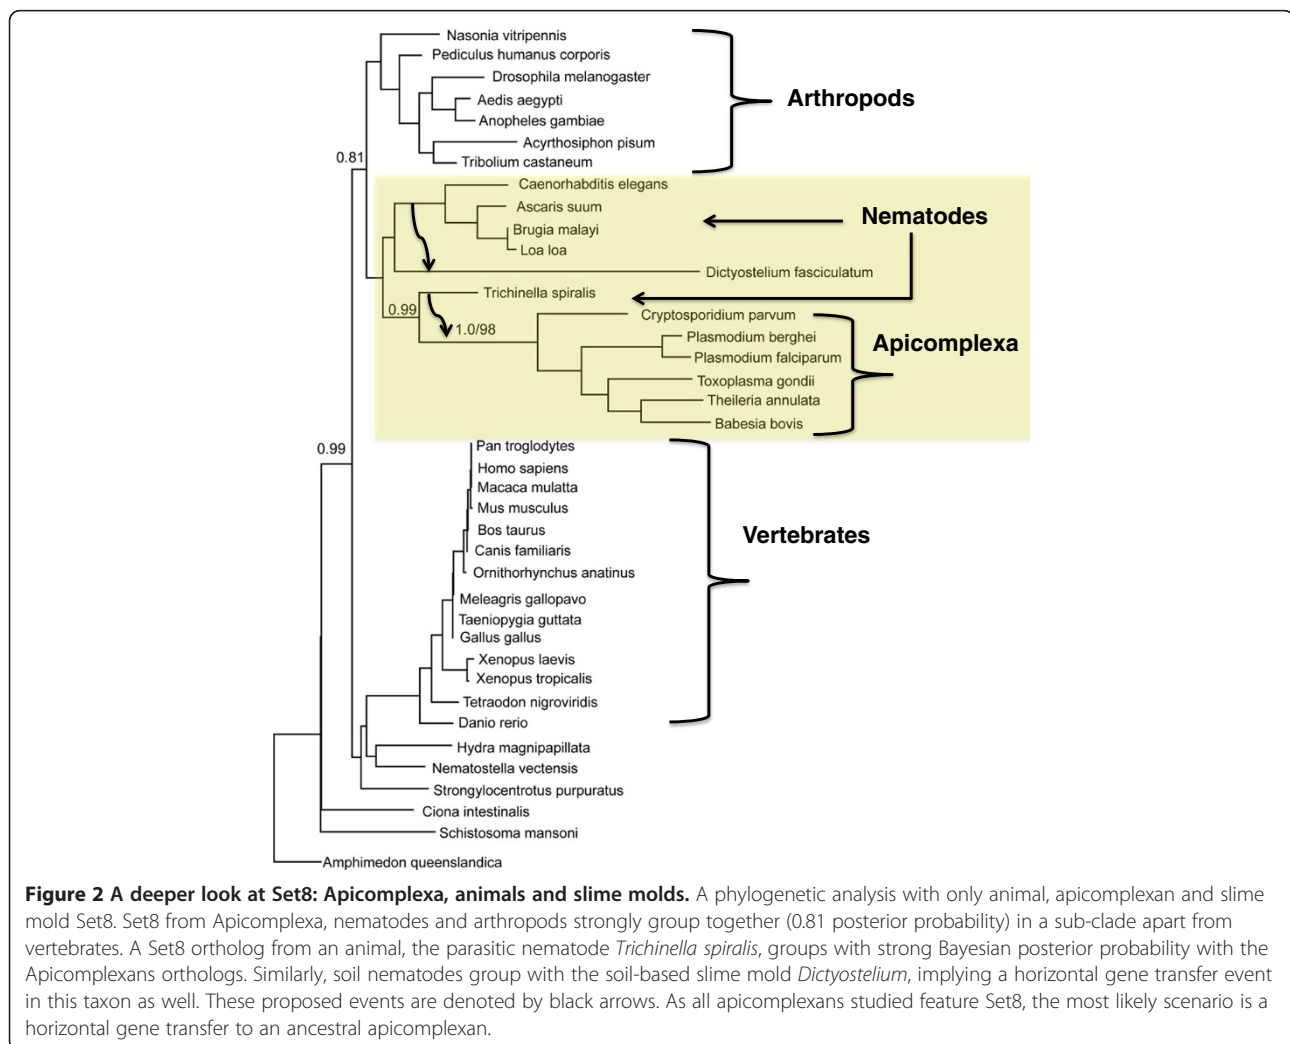 Nasonia vitripennis
Pediculus humanus corporis
Drosophila melanogaster
Aedis aegypti
Anopheles gambiae
Arthropods
Acyrthosiphon pisum
Tribolium castaneum
0.81
Caenorhabditis elegans
Ascaris suum
Nematodes
Brugia malayi
Loa loa
Dictyostelium fasciculatum
Trichinella spiralis
0.99
Cryptosporidium parvum
1.0/98
Plasmodium berghei
Apicomplexa
Plasmodium falciparum
Toxoplasma gondii
Theileria annulata
Babesia bovis
0.99
Pan troglodytes
Homo sapiens
Macaca mulatta
Mus musculus
Bos taurus
Vertebrates
Canis familiaris
Ornithorhynchus anatinus
Meleagris gallopavo
Taeniopygia guttata
Gallus gallus
Xenopus laevis
Xenopus tropicalis
Tetraodon nigroviridis
Danio rerio
Hydra magnipapillata
Nematostella vectensis
Strongylocentrotus purpuratus
Ciona intestinalis
Schistosoma mansoni
Amphimedon queenslandica
Figure 2 A deeper look at Set8: Apicomplexa, animals and slime molds. A phylogenetic analysis with only animal, apicomplexan and slime
mold Set8. Set8 from Apicomplexa, nematodes and arthropods strongly group together (0.81 posterior probability) in a sub-clade apart from
vertebrates. A Set8 ortholog from an animal, the parasitic nematode Trichinella spiralis, groups with strong Bayesian posterior probability with the
Apicomplexans orthologs. Similarly, soil nematodes group with the soil-based slime mold Dictyostelium, implying a horizontal gene transfer event
in this taxon as well. These proposed events are denoted by black arrows. As all apicomplexans studied feature Set8, the most likely scenario is a
horizontal gene transfer to an ancestral apicomplexan.